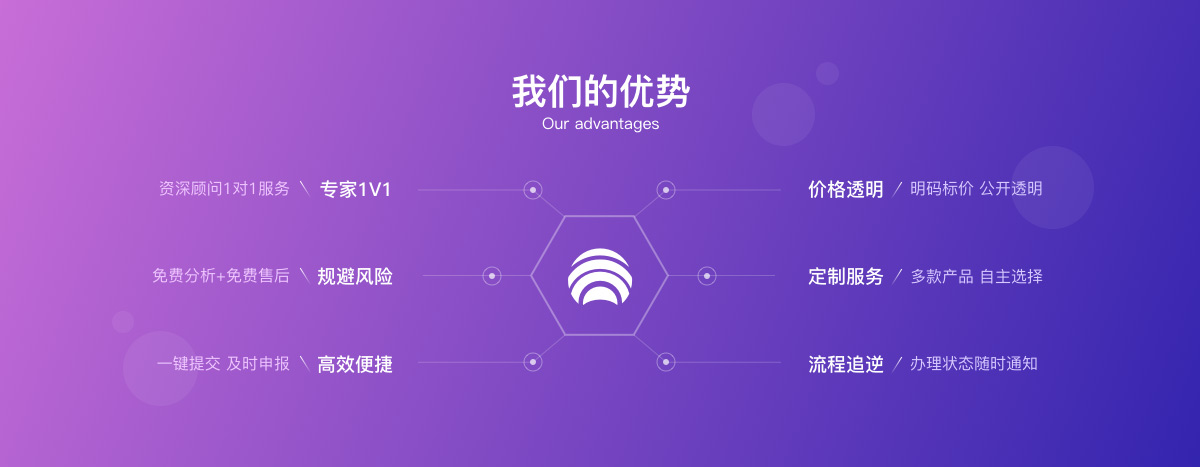 我们的优势
Our advantages
资深顾问1对1服务 \ 专家1V1
价格透明 / 明码标价 公开透明
免费分析+免费售后 \ 规避风险
定制服务 / 多款产品 自主选择
一键提交 及时申报 \ 高效便捷
流程追逆 / 办理状态随时通知